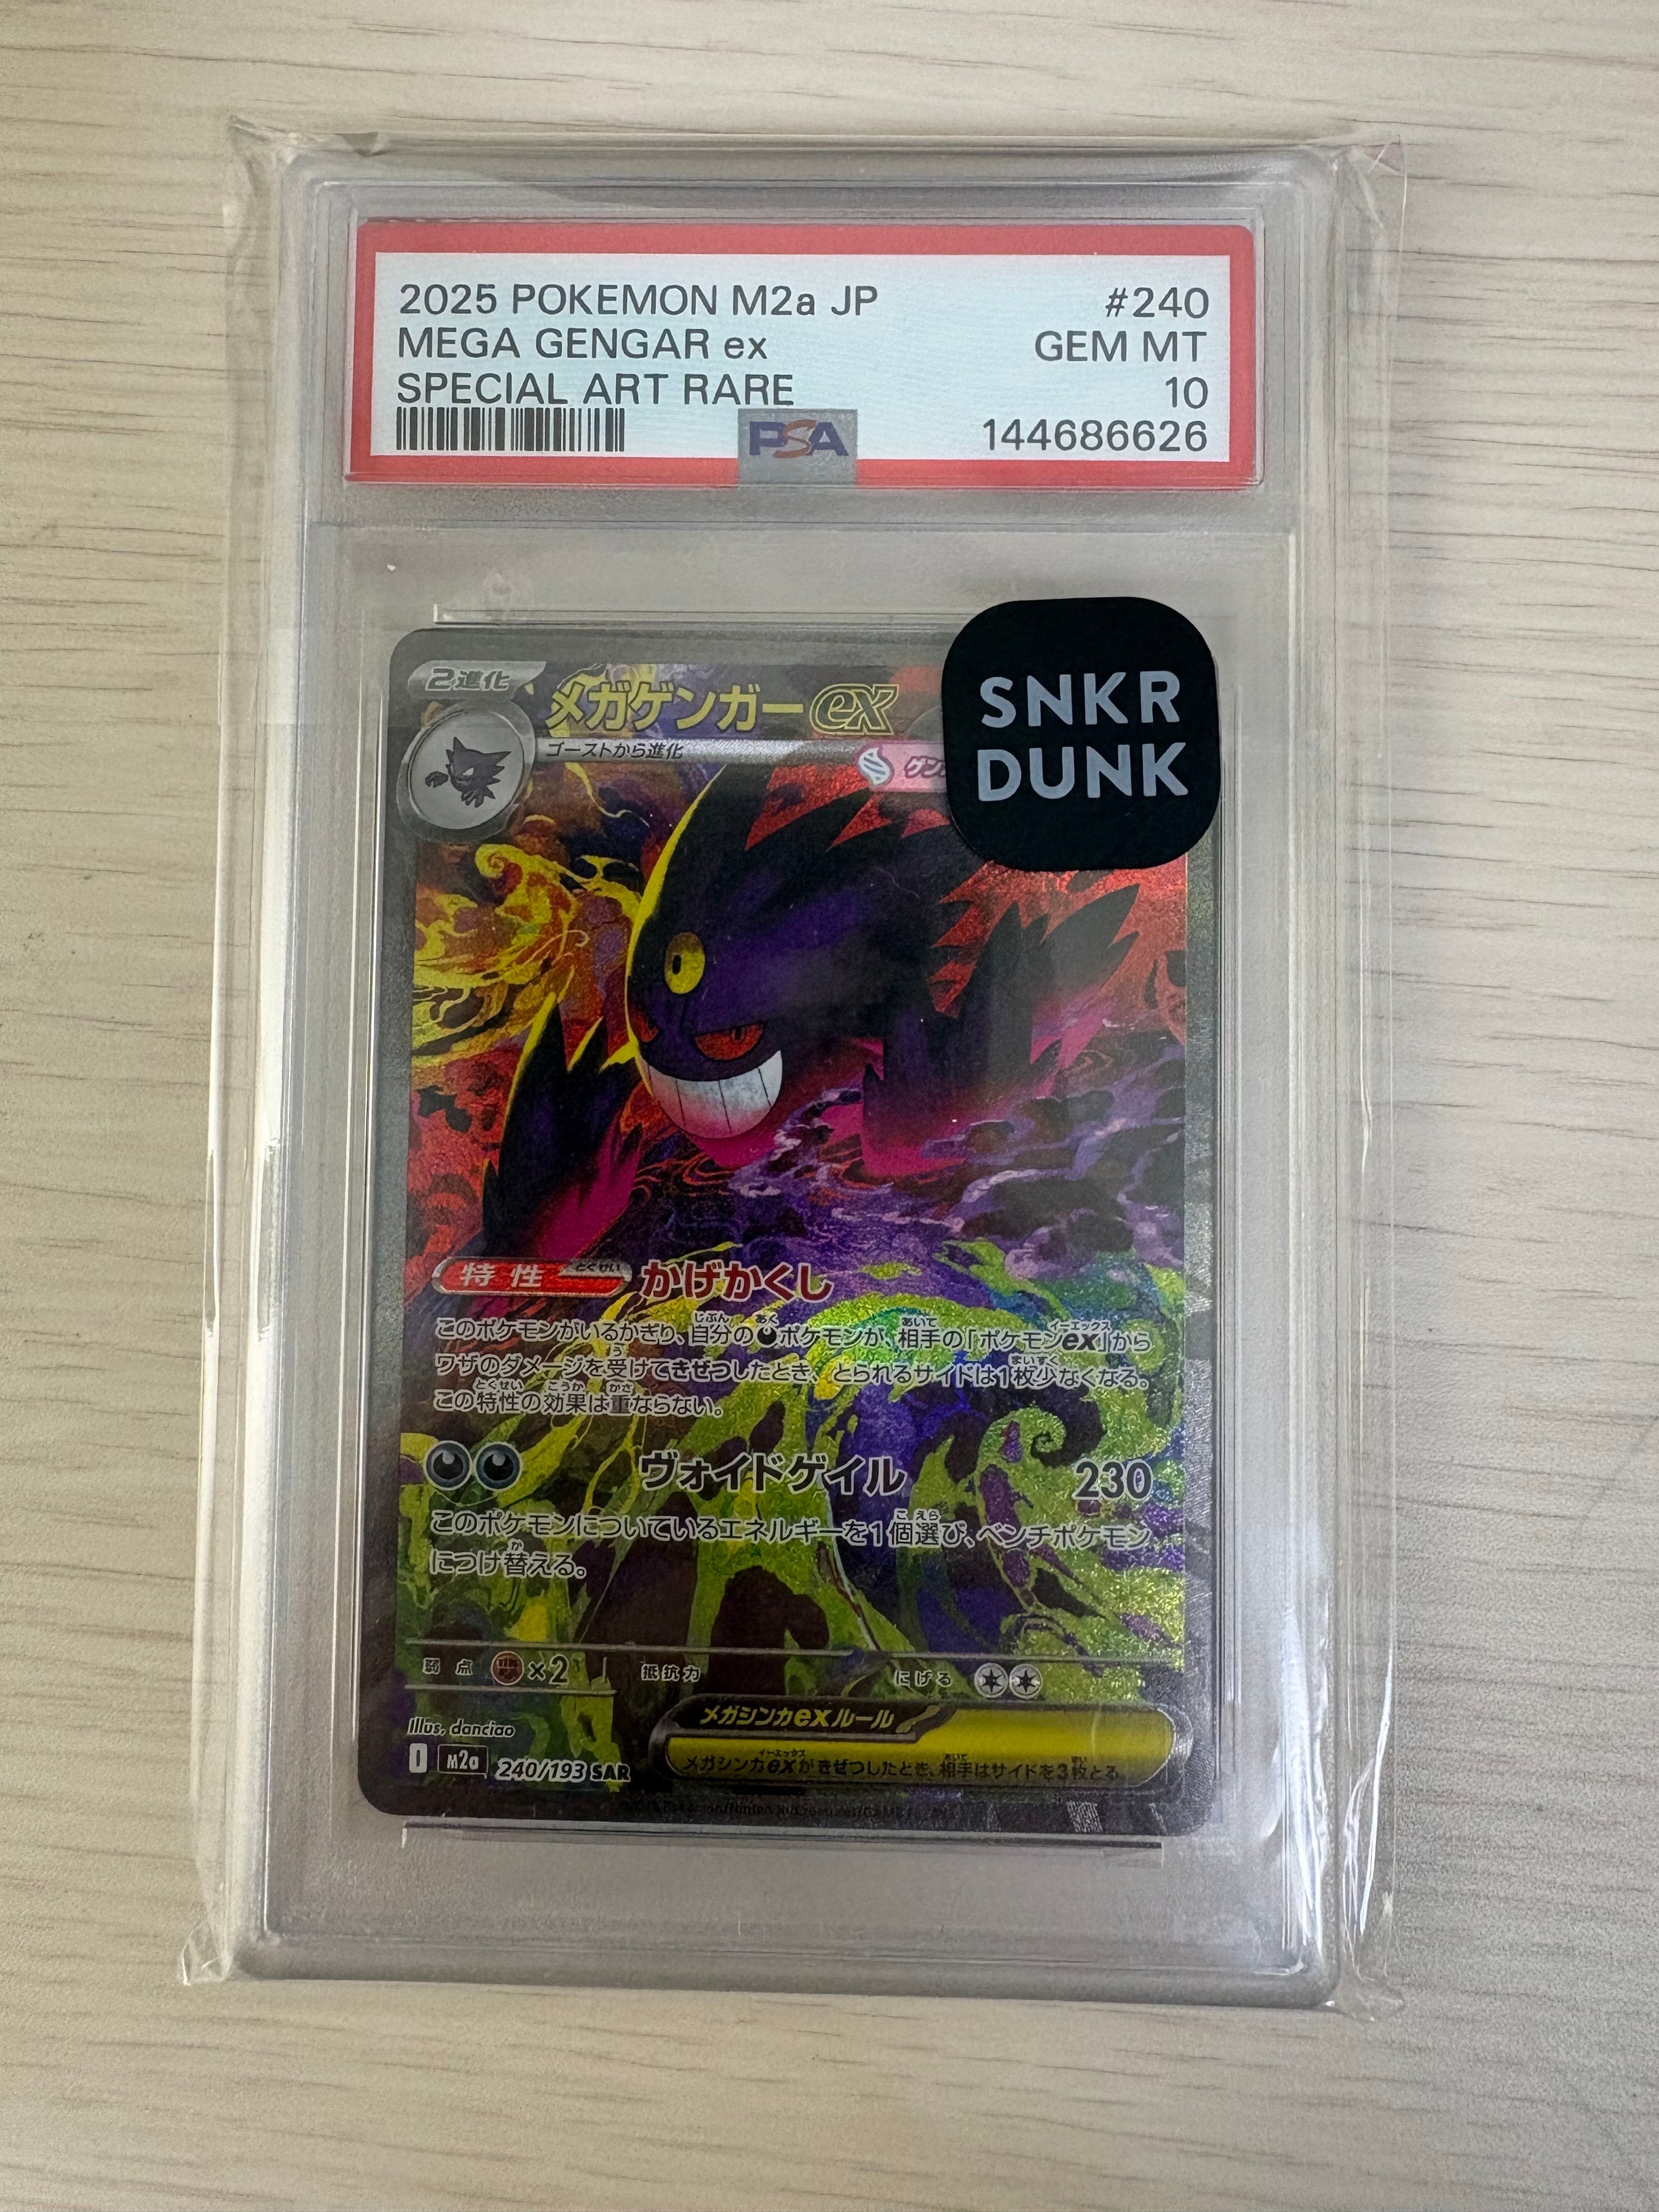 2025 POKEMON M2a JP #240
MEGA GENGAR ex GEM MT
SPECIAL ART RARE 10
PSA 144686626
SNKR
DUNK
2進化
メガゲンガーex
ゴーストから進化
特性 とくせい かげかくし
このポケモンがいるかぎり、自分のポケモンが、相手の「ポケモンex」から
ワザのダメージを受けてきぜつしたとき、とられるサイドは1枚少なくなる。
この特性の効果は重ならない。
ヴォイドゲイル 230
このポケモンについているエネルギーを1個選び、ベンチポケモン
につけ替える。
弱点 ×2 抵抗力 にげる
メガシンカexルール
メガシンカexがきぜつしたとき、相手はサイドを3枚とる。
Illus. danciao
I M2a 240/193 SAR